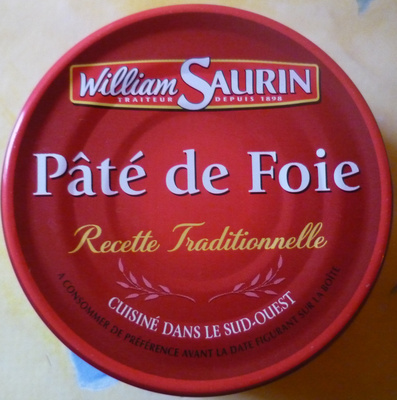 William SAURIN
TRAITEUR DEPUIS 1898
Pâté de Foie
Recette Traditionnelle
CUISINÉ DANS LE SUD-OUEST
A CONSOMMER DE PRÉFÉRENCE AVANT LA DATE FIGURANT SUR LA BOÎTE